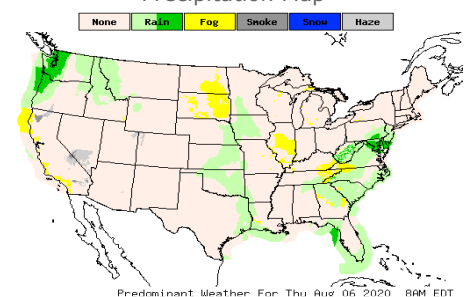 Precipitation Map
None Rain Fog Smoke Snow Haze
Predominant Weather For Thu Aug 06 2020 8AM EDT